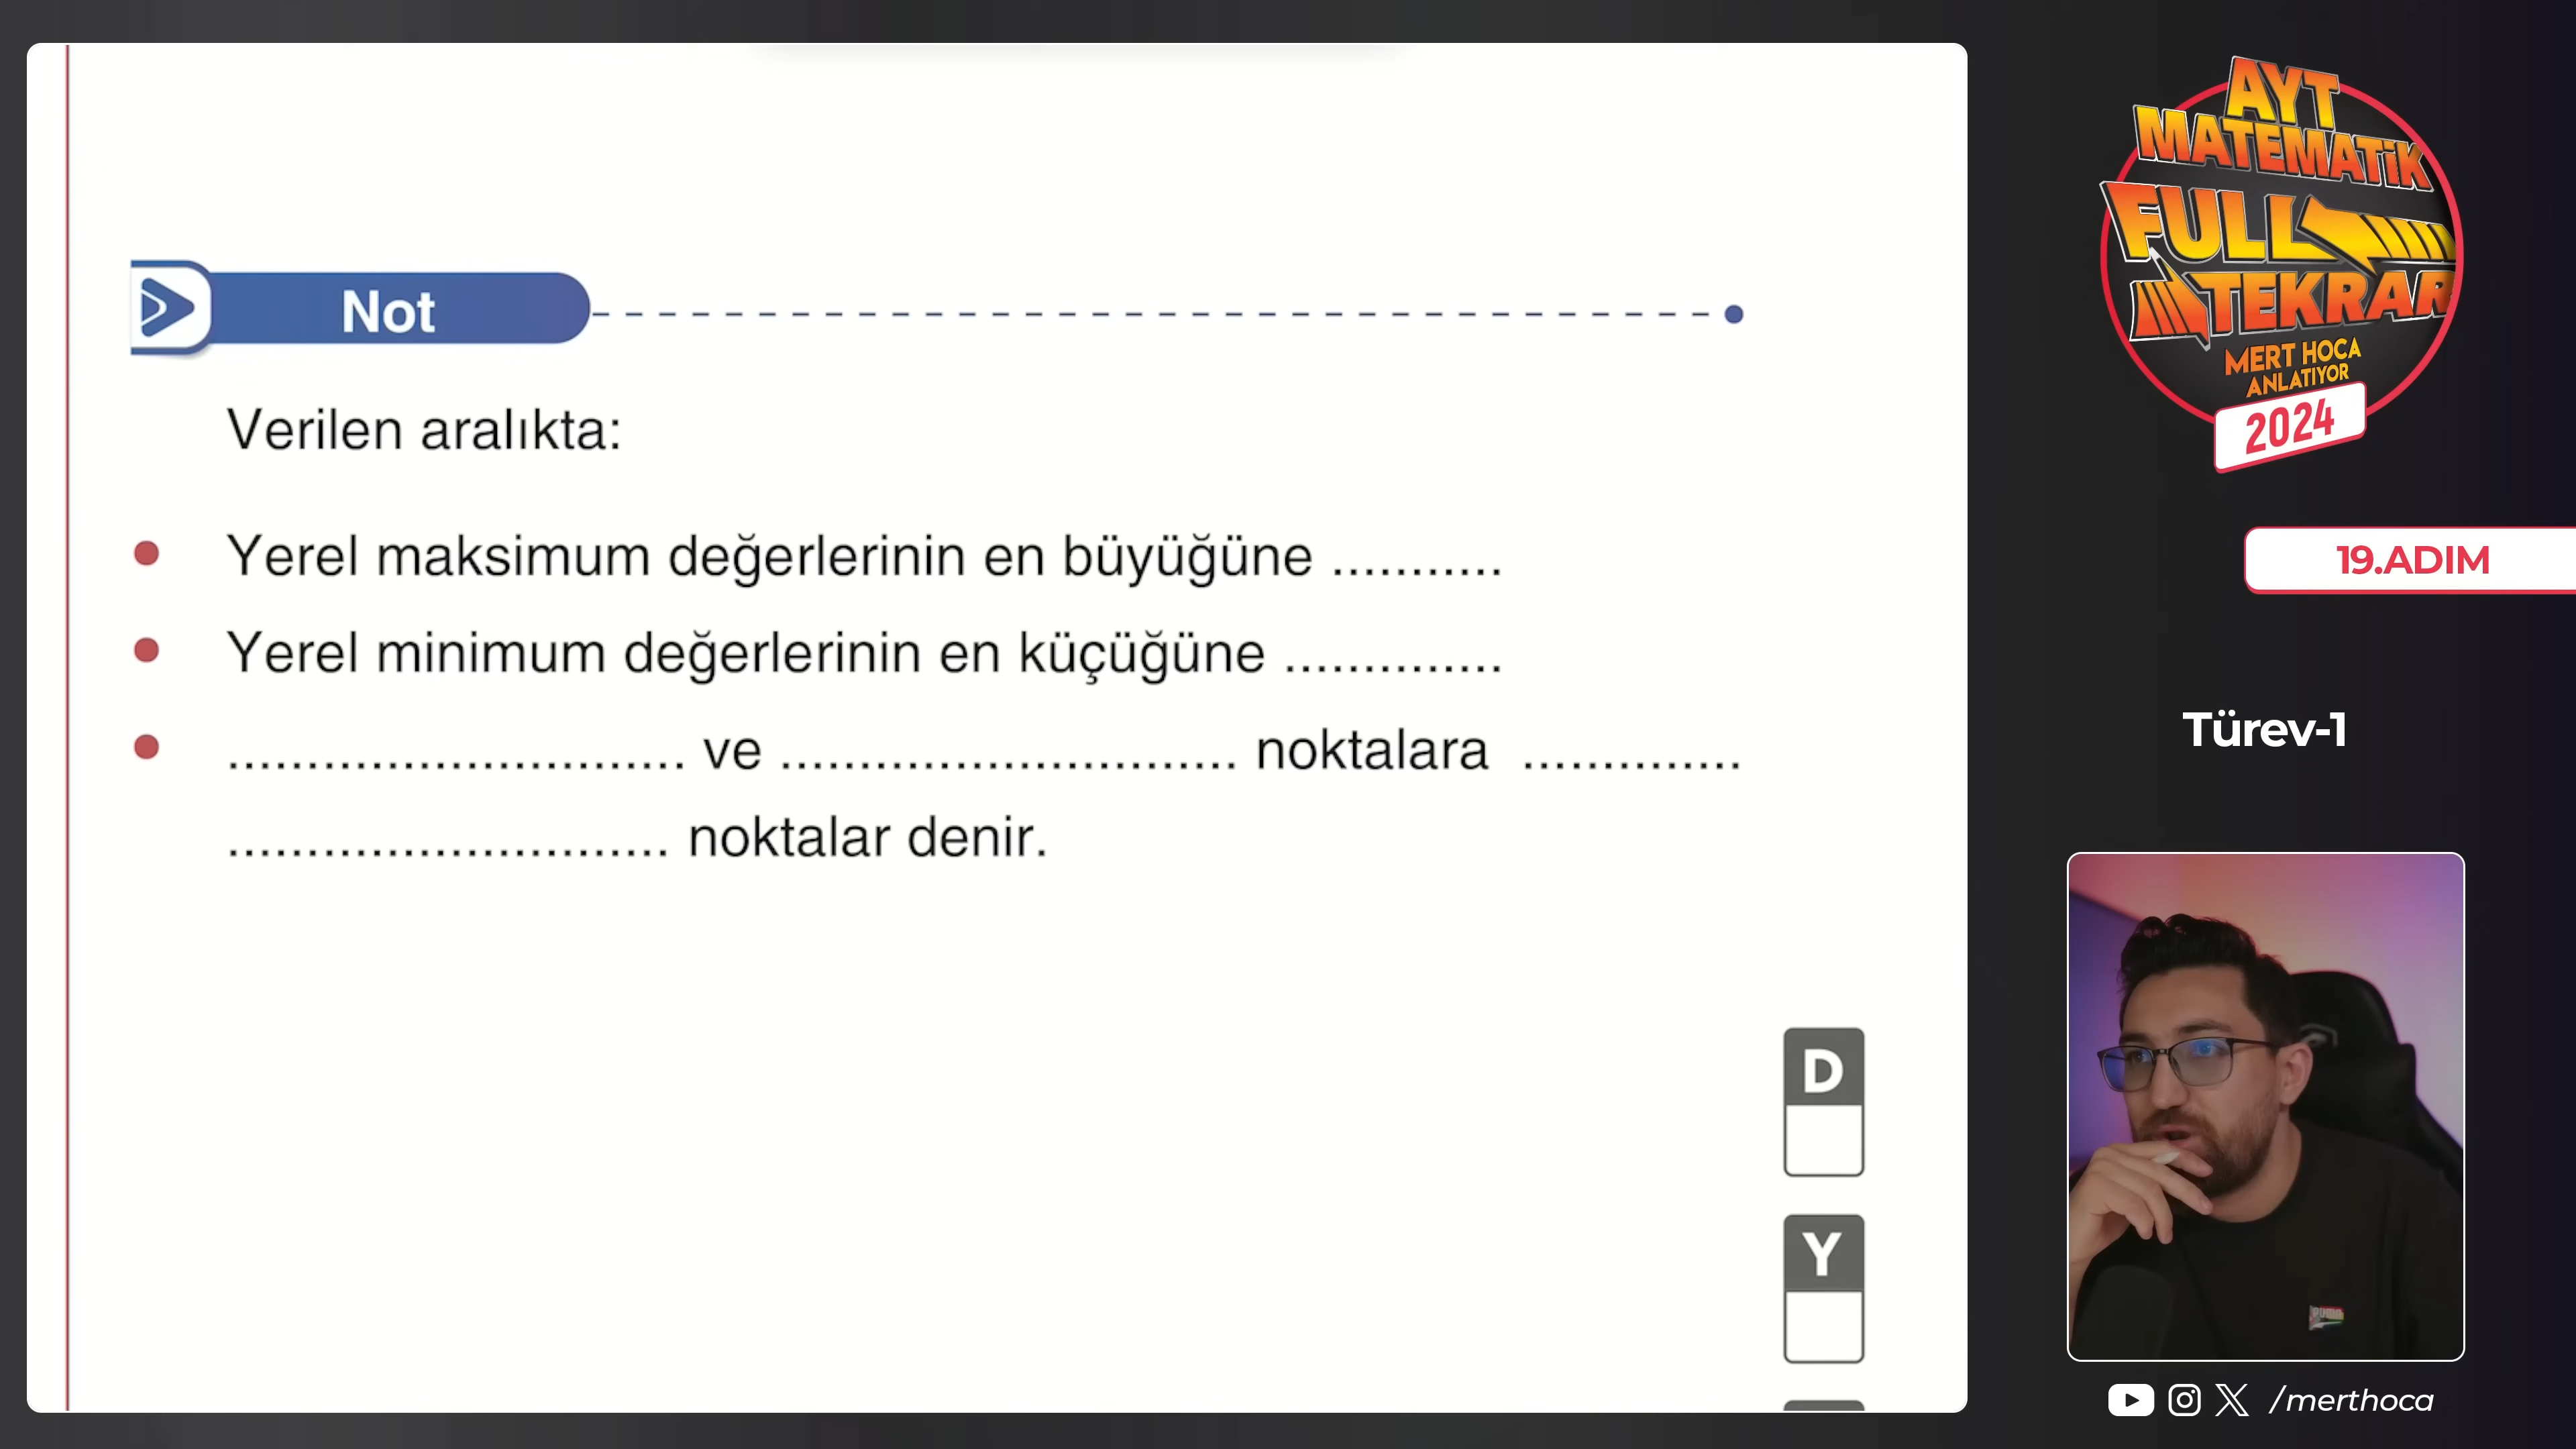 Not
Verilen aralıkta:
Yerel maksimum değerlerinin en büyüğüne ...........
Yerel minimum değerlerinin en küçüğüne ..............
............................. ve ............................. noktalara ..............
............................ noktalar denir.
D
Y
AYT
MATEMATİK
FULL
TEKRAR
MERT HOCA
ANLATIYOR
2024
19.ADIM
Türev-1
PUMA
/merthoca